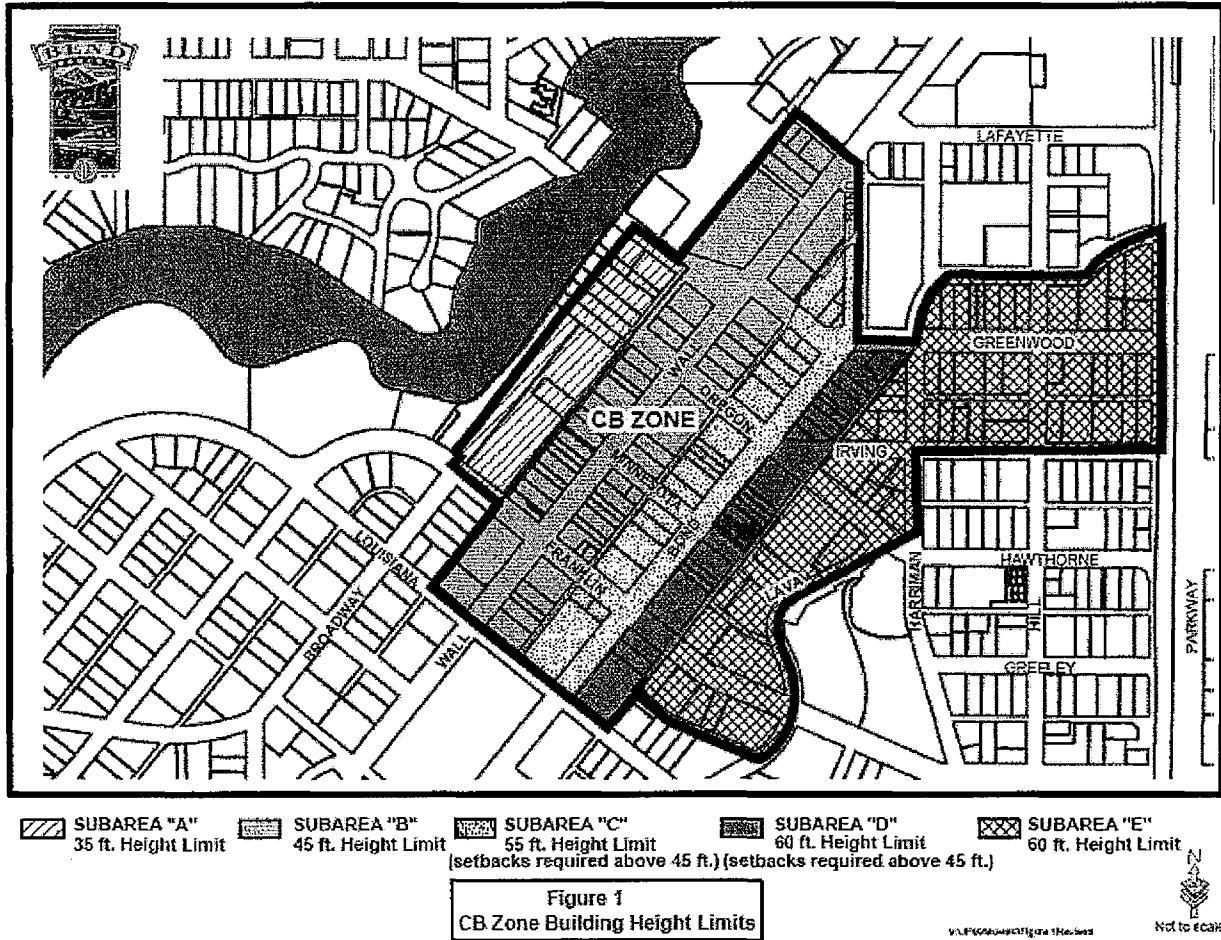 BEND
LAFAYETTE
BOND
GREENWOOD
WALL
OREGON
CB ZONE
IRVING
MINNESOTA
BOND
FRANKLIN
LOUISIANA
HAWTHORNE
LAVA
HARRIMAN
BROADWAY
HILL
WALL
GREELEY
PARKWAY
SUBAREA "A"
35 ft. Height Limit
SUBAREA "B"
45 ft. Height Limit
SUBAREA "C"
55 ft. Height Limit
(setbacks required above 45 ft.)
SUBAREA "D"
60 ft. Height Limit
(setbacks required above 45 ft.)
SUBAREA "E"
60 ft. Height Limit
N
Not to scale
Figure 1
CB Zone Building Height Limits